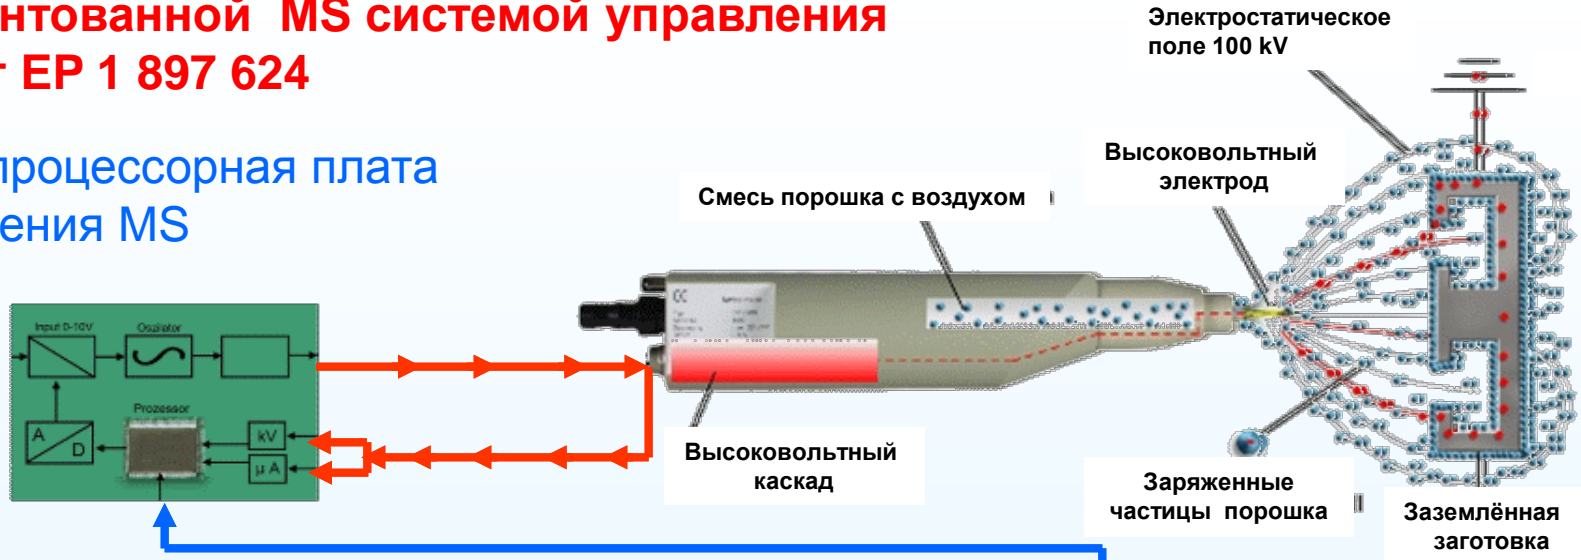 нтованной MS системой управления
т EP 1 897 624
процессорная плата
ения MS
Электростатическое
поле 100 kV
Высоковольтный
электрод
Смесь порошка с воздухом
Input 0-10V
Oszilator
Prozessor
A
D
kV
µ A
Высоковольтный
каскад
Заряженные
частицы порошка
Заземлённая
заготовка